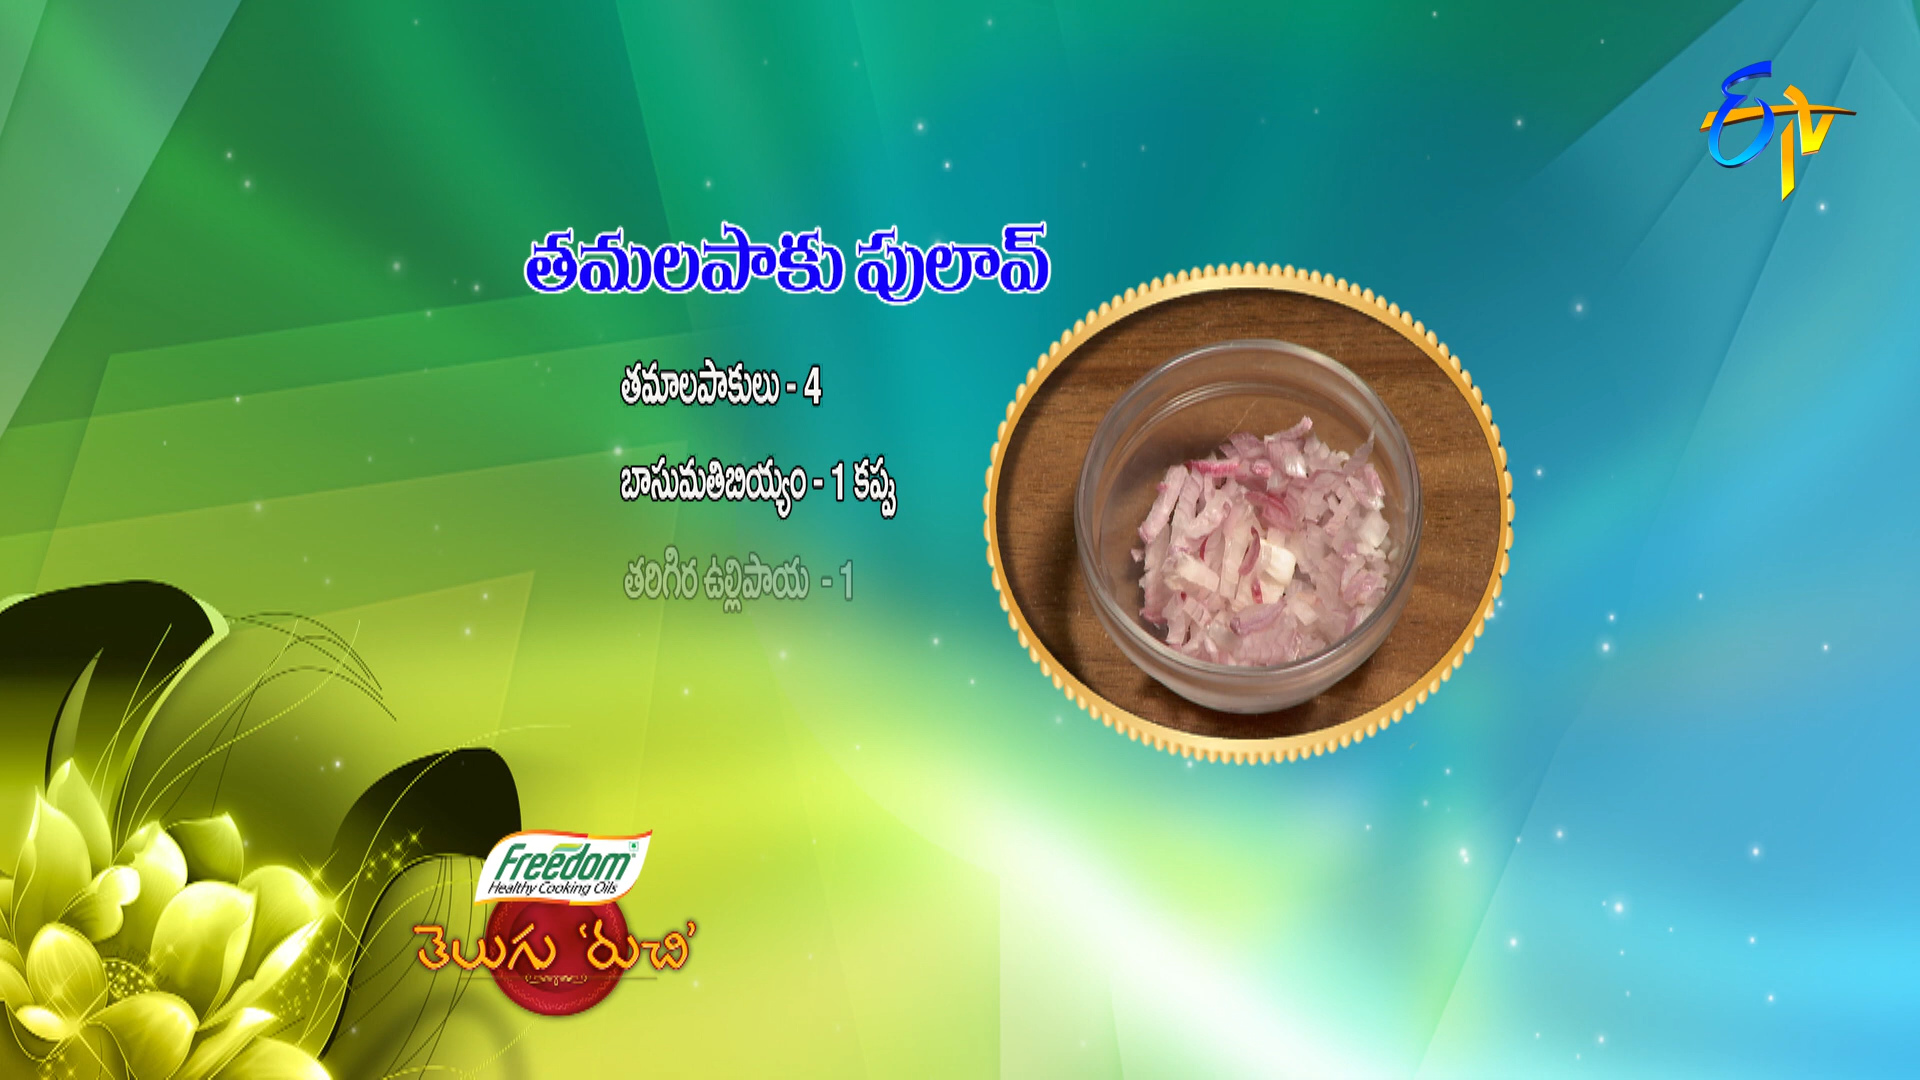 ETV
తమలపాకు పులావ్
తమాలపాకులు - 4
బాసుమతిబియ్యం - 1 కప్పు
తరిగిర ఉల్లిపాయ - 1
Freedom
Healthy Cooking Oils
తెలుగు 'రుచి'